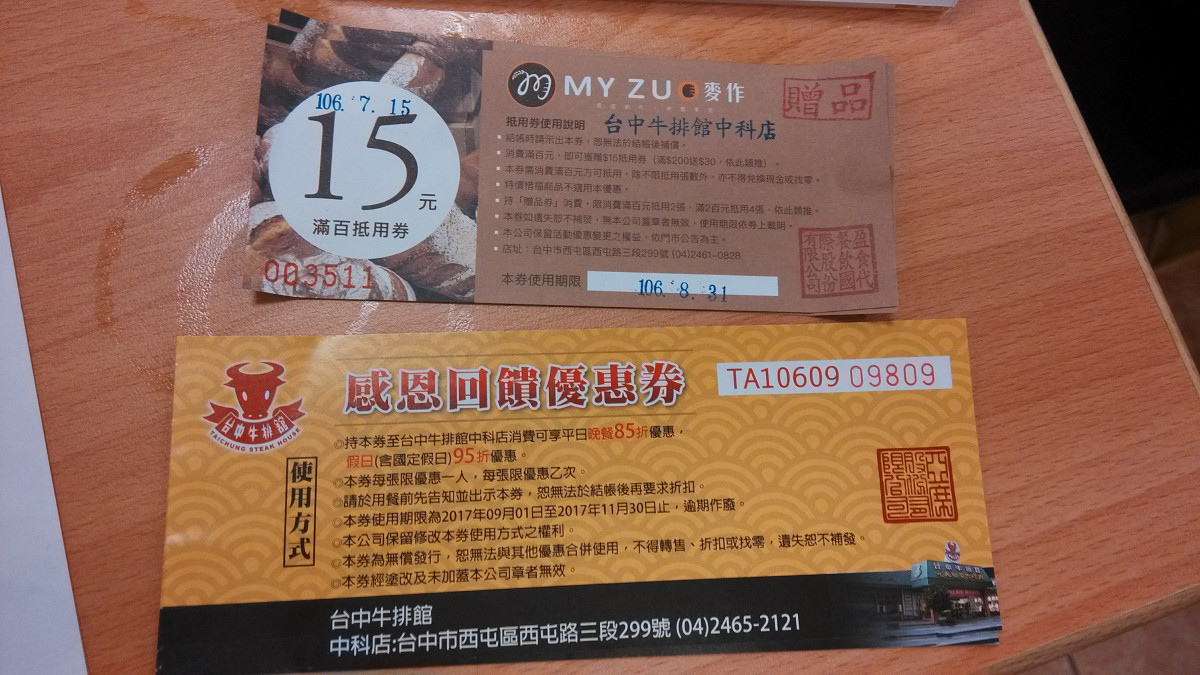 106. 7. 15
15元
滿百抵用券
003511
MY ZUO 麥作
贈品
抵用券使用說明 台中牛排館中科店
結帳時請示出本券，恕無法於結帳後補償。
消費滿百元，即可獲贈$15抵用券（滿$200送$30，依此類推）。
本券需消費滿百元方可抵用，除不限抵用張數外，亦不得兌換現金或找零。
特價惜福商品不適用本優惠。
持「贈品券」消費，限消費滿百元抵用2張，滿2百元抵用4張，依此類推。
本券如遺失恕不補發，無本公司蓋章者無效，使用期限依券上載明。
本公司保留活動優惠變更之權益，依門市公告為主。
店址：台中市西屯區西屯路三段299號 (04)2461-0828
盈食代
餐飲國
際股份
有限公司
本券使用期限 106. 8. 31
台中牛排館
TAICHUNG STEAK HOUSE
感恩回饋優惠券
TA10609 09809
使用方式
◎持本券至台中牛排館中科店消費可享平日晚餐85折優惠，
假日(含國定假日)95折優惠。
◎本券每張限優惠一人，每張限優惠乙次。
◎請於用餐前先告知並出示本券，恕無法於結帳後再要求折扣。
◎本券使用期限為2017年09月01日至2017年11月30日止，逾期作廢。
◎本公司保留修改本券使用方式之權利。
◎本券為無償發行，恕無法與其他優惠合併使用，不得轉售、折扣或找零，遺失恕不補發。
◎本券經塗改及未加蓋本公司章者無效。
台中牛排館
中科店:台中市西屯區西屯路三段299號 (04)2465-2121